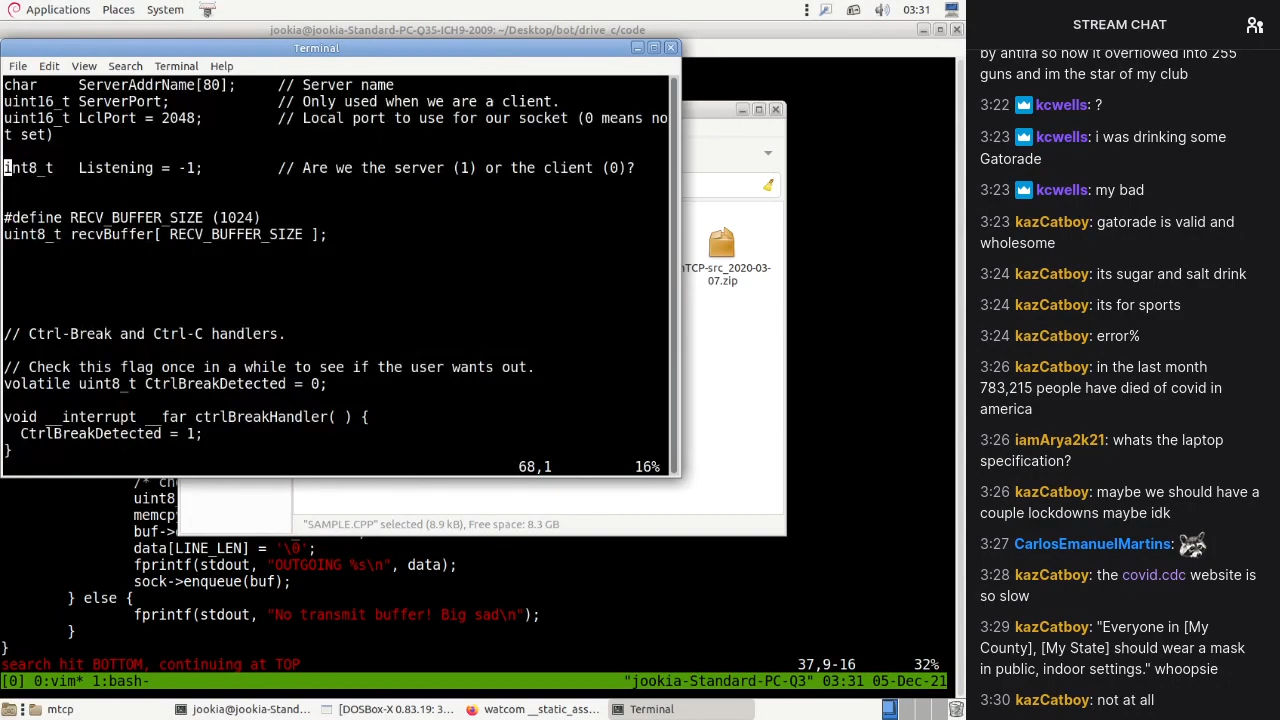 Applications Places System 03:31
jookia@jookia-Standard-PC-Q35-ICH9-2009: ~/Desktop/bot/drive_c/code
Terminal
File Edit View Search Terminal Help
char     ServerAddrName[80];     // Server name
uint16_t ServerPort;             // Only used when we are a client.
uint16_t LclPort = 2048;         // Local port to use for our socket (0 means no
t set)
int8_t   Listening = -1;         // Are we the server (1) or the client (0)?
#define RECV_BUFFER_SIZE (1024)
uint8_t recvBuffer[ RECV_BUFFER_SIZE ];
// Ctrl-Break and Ctrl-C handlers.
// Check this flag once in a while to see if the user wants out.
volatile uint8_t CtrlBreakDetected = 0;
void __interrupt __far ctrlBreakHandler( ) {
  CtrlBreakDetected = 1;
}
68,1 16%
TCP-src_2020-03-
07.zip
"SAMPLE.CPP" selected (8.9 kB), Free space: 8.3 GB
uint8
memcp
buf->
data[LINE_LEN] = '\0';
fprintf(stdout, "OUTGOING %s\n", data);
sock->enqueue(buf);
} else {
fprintf(stdout, "No transmit buffer! Big sad\n");
}
}
search hit BOTTOM, continuing at TOP 37,9-16 32%
[0] 0:vim* 1:bash- "jookia-Standard-PC-Q3" 03:31 05-Dec-21
mtcp jookia@jookia-Stand... [DOSBox-X 0.83.19: 3... watcom __static_ass... Terminal
STREAM CHAT
by antifa so now it overflowed into 255
guns and im the star of my club
3:22 kcwells: ?
3:23 kcwells: i was drinking some
Gatorade
3:23 kcwells: my bad
3:23 kazCatboy: gatorade is valid and
wholesome
3:24 kazCatboy: its sugar and salt drink
3:24 kazCatboy: its for sports
3:24 kazCatboy: error%
3:26 kazCatboy: in the last month
783,215 people have died of covid in
america
3:26 iamArya2k21: whats the laptop
specification?
3:26 kazCatboy: maybe we should have a
couple lockdowns maybe idk
3:27 CarlosEmanuelMartins:
3:28 kazCatboy: the covid.cdc website is
so slow
3:29 kazCatboy: "Everyone in [My
County], [My State] should wear a mask
in public, indoor settings." whoopsie
3:30 kazCatboy: not at all